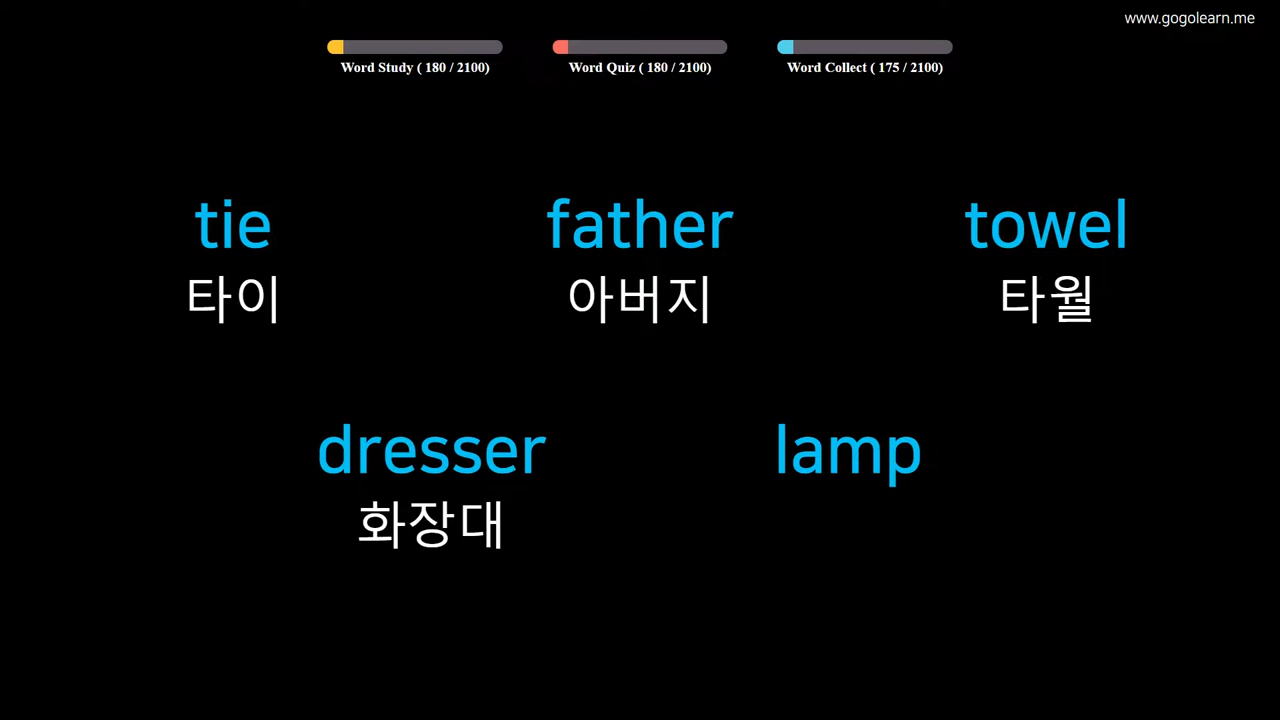 www.gogolearn.me
Word Study ( 180 / 2100)
Word Quiz ( 180 / 2100)
Word Collect ( 175 / 2100)
tie
타이
father
아버지
towel
타월
dresser
화장대
lamp